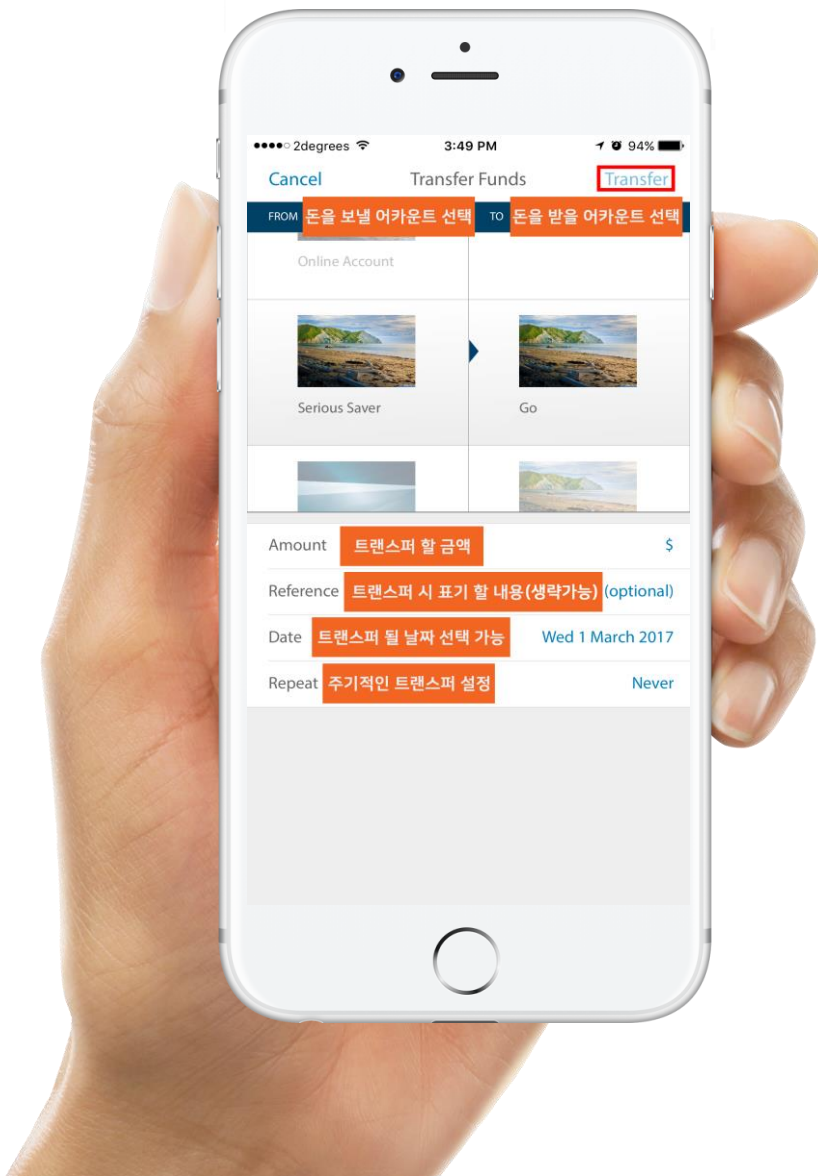 2degrees 3:49 PM 94%
Cancel Transfer Funds Transfer
FROM 돈을 보낼 어카운트 선택 TO 돈을 받을 어카운트 선택
Online Account
Serious Saver Go
Amount 트랜스퍼 할 금액 $
Reference 트랜스퍼 시 표기 할 내용(생략가능) (optional)
Date 트랜스퍼 될 날짜 선택 가능 Wed 1 March 2017
Repeat 주기적인 트랜스퍼 설정 Never